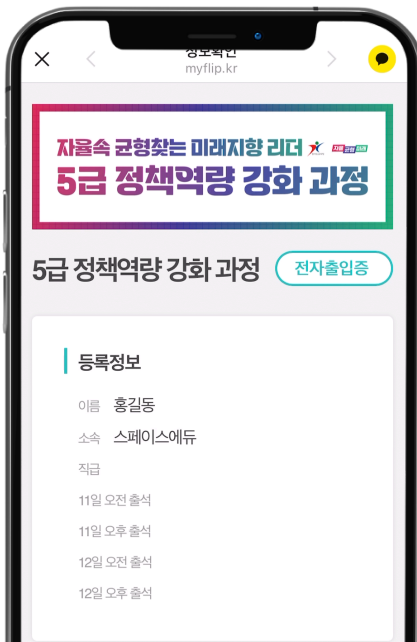 정보확인
myflip.kr
자율속 균형찾는 미래지향 리더
5급 정책역량 강화 과정
5급 정책역량 강화 과정
전자출입증
등록정보
이름 홍길동
소속 스페이스에듀
직급
11일 오전 출석
11일 오후 출석
12일 오전 출석
12일 오후 출석